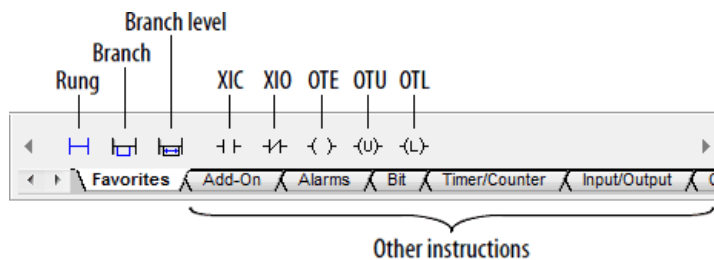 Branch level
Branch
Rung XIC XIO OTE OTU OTL
(U) (L)
Favorites Add-On Alarms Bit Timer/Counter Input/Output
Other instructions